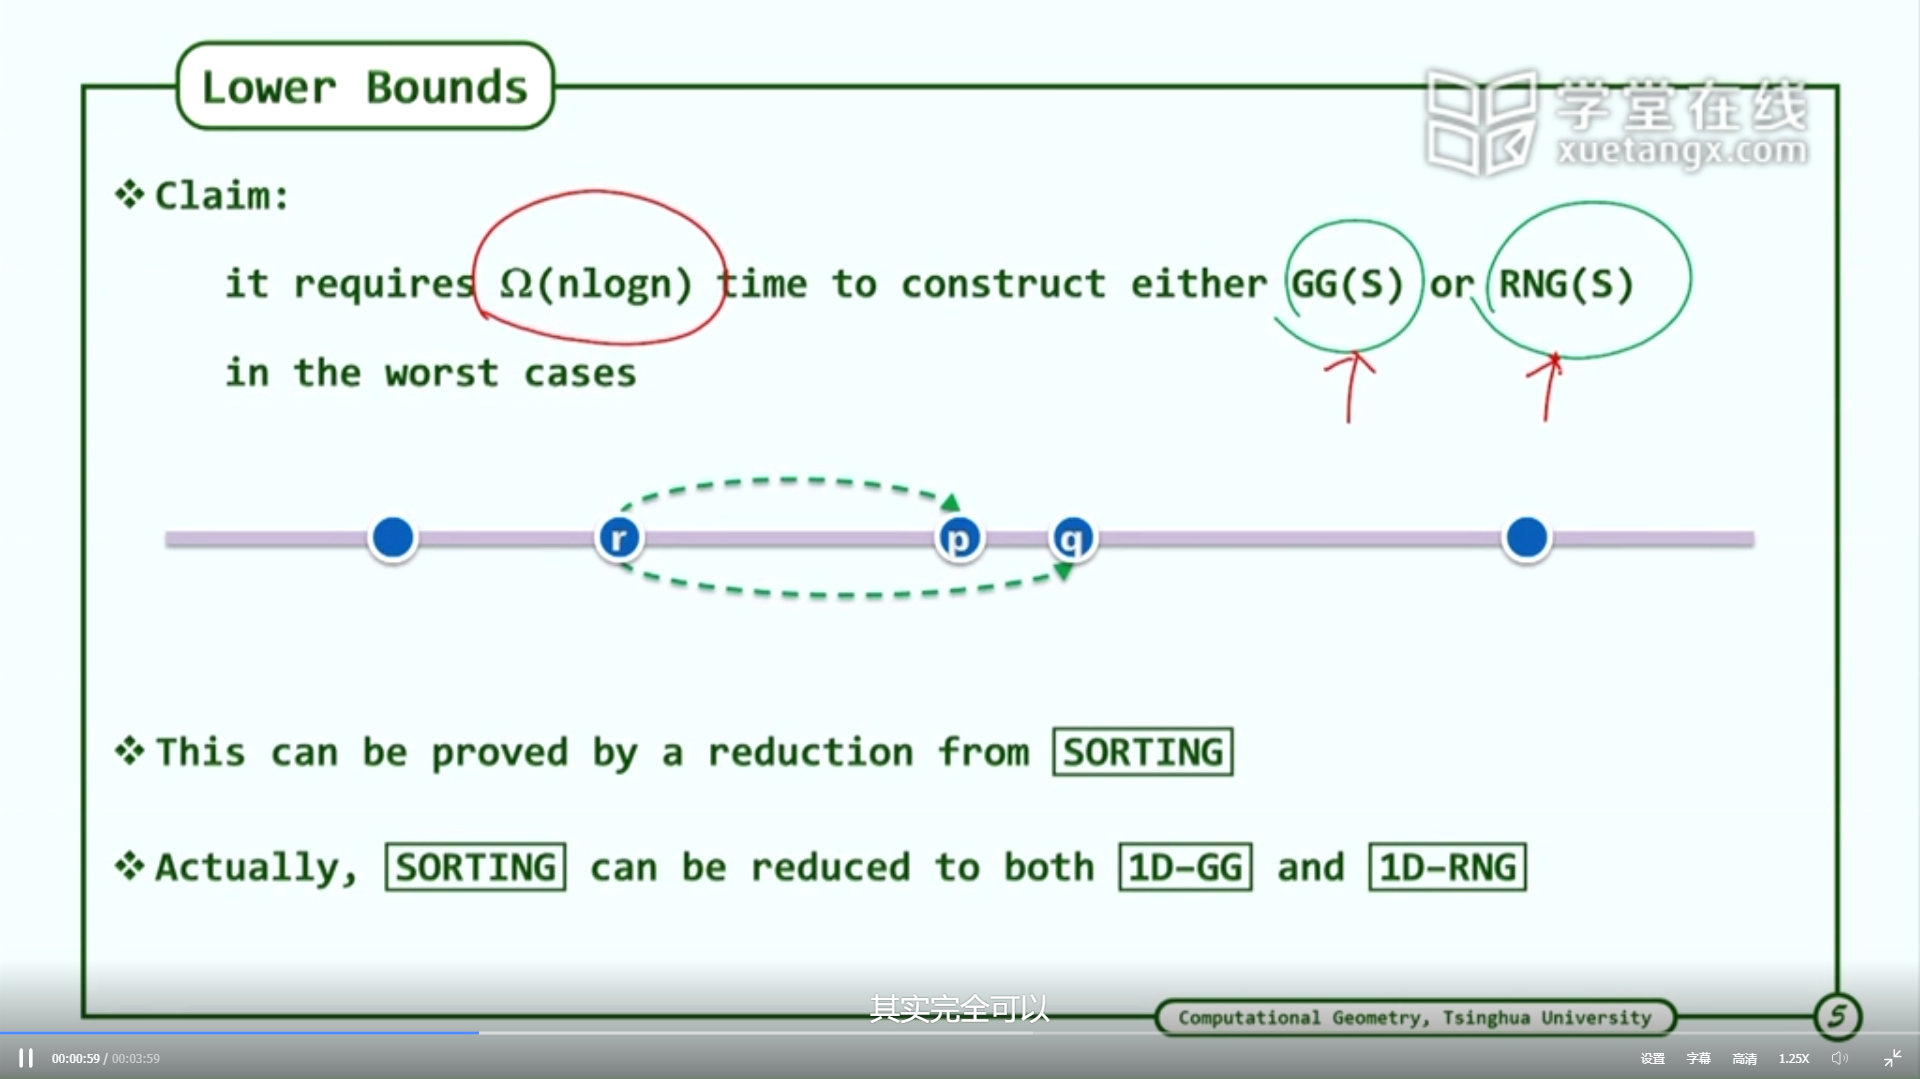 Lower Bounds
学堂在线
xuetangx.com
❖ Claim:
it requires Ω(nlogn) time to construct either GG(S) or RNG(S)
in the worst cases
r
p
q
❖ This can be proved by a reduction from SORTING
❖ Actually, SORTING can be reduced to both 1D-GG and 1D-RNG
其实完全可以
Computational Geometry, Tsinghua University
5
00:00:59 / 00:03:59
设置 字幕 高清 1.25X